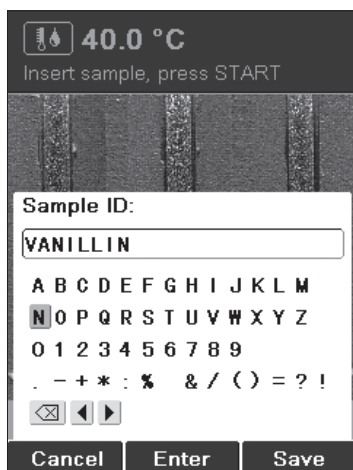 40.0 °C
Insert sample, press START
Sample ID:
VANILLIN
A B C D E F G H I J K L M
N O P Q R S T U V W X Y Z
0 1 2 3 4 5 6 7 8 9
. - + * : % & / ( ) = ? !
Cancel Enter Save